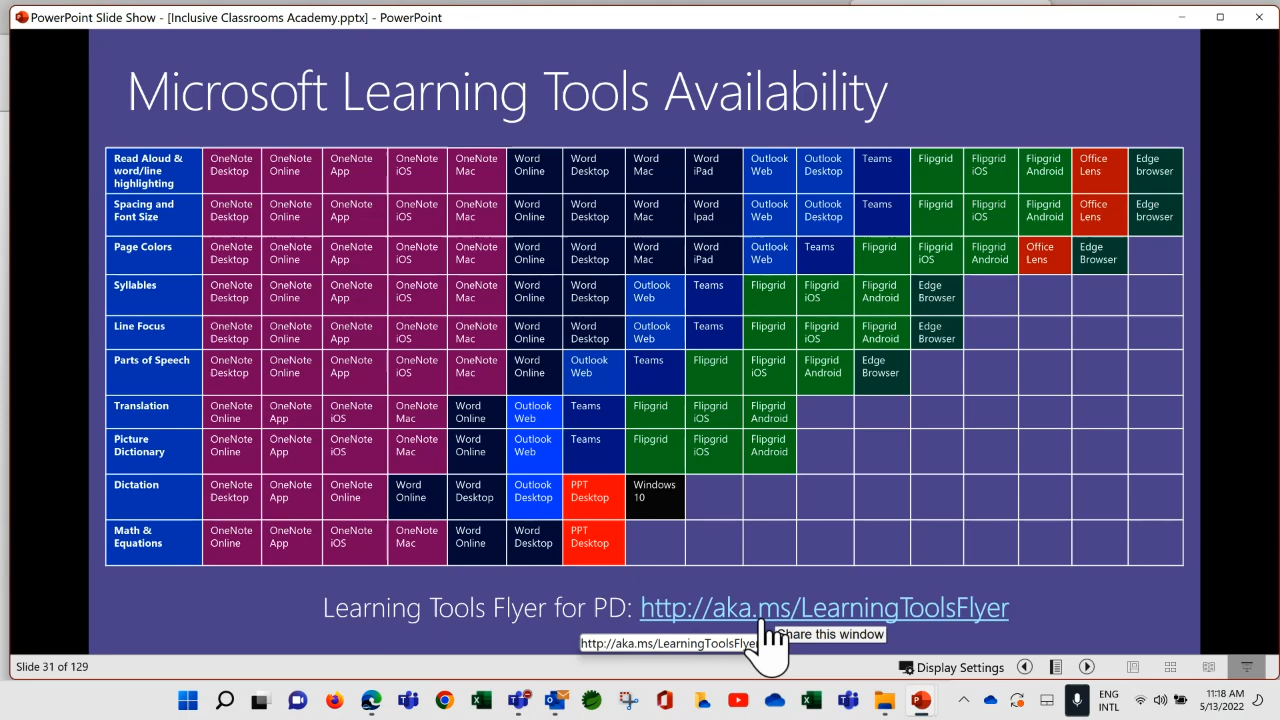 PowerPoint Slide Show - [Inclusive Classrooms Academy.pptx] - PowerPoint
Microsoft Learning Tools Availability
Read Aloud & word/line highlighting OneNote Desktop OneNote Online OneNote App OneNote iOS OneNote Mac Word Online Word Desktop Word Mac Word iPad Outlook Web Outlook Desktop Teams Flipgrid Flipgrid iOS Flipgrid Android Office Lens Edge browser
Spacing and Font Size OneNote Desktop OneNote Online OneNote App OneNote iOS OneNote Mac Word Online Word Desktop Word Mac Word Ipad Outlook Web Outlook Desktop Teams Flipgrid Flipgrid iOS Flipgrid Android Office Lens Edge browser
Page Colors OneNote Desktop OneNote Online OneNote App OneNote iOS OneNote Mac Word Online Word Desktop Word Mac Word iPad Outlook Web Teams Flipgrid Flipgrid iOS Flipgrid Android Office Lens Edge Browser
Syllables OneNote Desktop OneNote Online OneNote App OneNote iOS OneNote Mac Word Online Word Desktop Outlook Web Teams Flipgrid Flipgrid iOS Flipgrid Android Edge Browser
Line Focus OneNote Desktop OneNote Online OneNote App OneNote iOS OneNote Mac Word Online Word Desktop Outlook Web Teams Flipgrid Flipgrid iOS Flipgrid Android Edge Browser
Parts of Speech OneNote Desktop OneNote Online OneNote App OneNote iOS OneNote Mac Word Online Outlook Web Teams Flipgrid Flipgrid iOS Flipgrid Android Edge Browser
Translation OneNote Online OneNote App OneNote iOS OneNote Mac Word Online Outlook Web Teams Flipgrid Flipgrid iOS Flipgrid Android
Picture Dictionary OneNote Online OneNote App OneNote iOS OneNote Mac Word Online Outlook Web Teams Flipgrid Flipgrid iOS Flipgrid Android
Dictation OneNote Desktop OneNote App OneNote Online Word Online Word Desktop Outlook Desktop PPT Desktop Windows 10
Math & Equations OneNote Online OneNote App OneNote iOS OneNote Mac Word Online Word Desktop PPT Desktop
Learning Tools Flyer for PD: http://aka.ms/LearningToolsFlyer
Share this window
http://aka.ms/LearningToolsFlyer
Slide 31 of 129 Display Settings
ENG 11:18 AM
INTL 5/13/2022